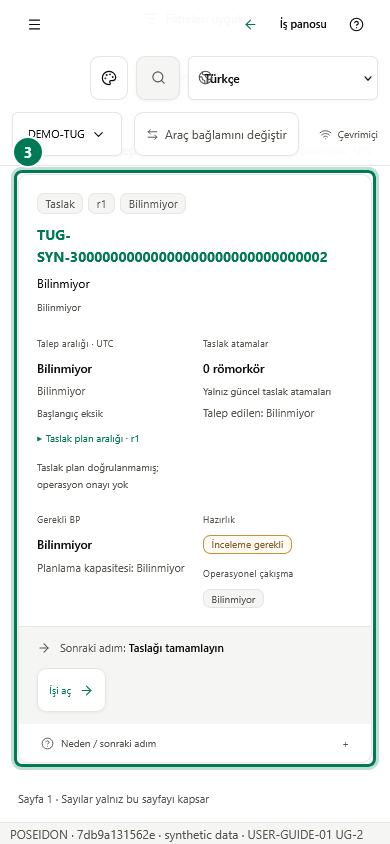 Filtreleri uygula
İş panosu
Türkçe
DEMO-TUG
Araç bağlamını değiştir
Çevrimiçi
3
Taslak
r1
Bilinmiyor
TUG-
SYN-30000000000000000000000000000002
Bilinmiyor
Bilinmiyor
Talep aralığı · UTC
Bilinmiyor
Bilinmiyor
Başlangıç eksik
▸ Taslak plan aralığı · r1
Taslak plan doğrulanmamış;
operasyon onayı yok
Taslak atamalar
0 römorkör
Yalnız güncel taslak atamaları
Talep edilen: Bilinmiyor
Gerekli BP
Bilinmiyor
Planlama kapasitesi: Bilinmiyor
Hazırlık
İnceleme gerekli
Operasyonel çakışma
Bilinmiyor
Sonraki adım: Taslağı tamamlayın
İşi aç
Neden / sonraki adım
+
Sayfa 1 · Sayılar yalnız bu sayfayı kapsar
POSEIDON · 7db9a131562e · synthetic data · USER-GUIDE-01 UG-2